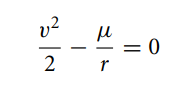 v²/2 − μ/r = 0